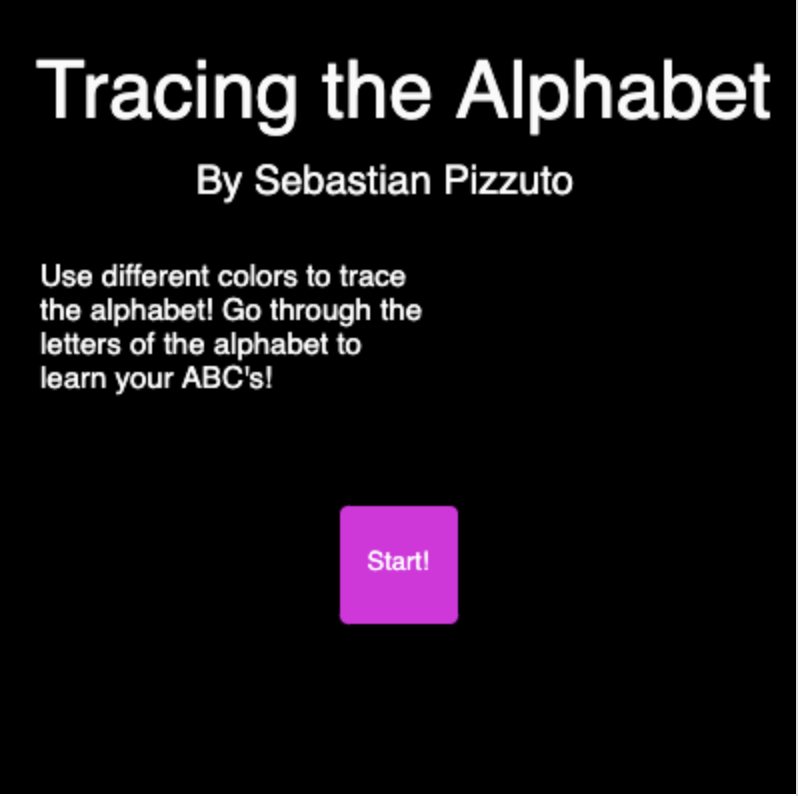 Tracing the Alphabet
By Sebastian Pizzuto
Use different colors to trace
the alphabet! Go through the
letters of the alphabet to
learn your ABC's!
Start!